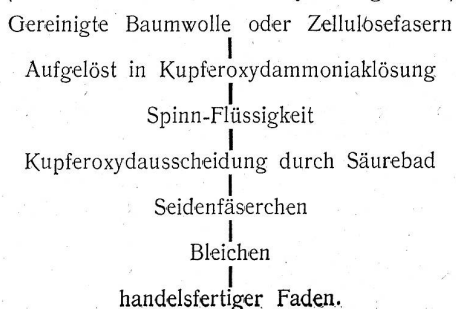 Gereinigte Baumwolle oder Zellulosefasern
Aufgelöst in Kupferoxydammoniaklösung
Spinn-Flüssigkeit
Kupferoxydausscheidung durch Säurebad
Seidenfäserchen
Bleichen
handelsfertiger Faden.